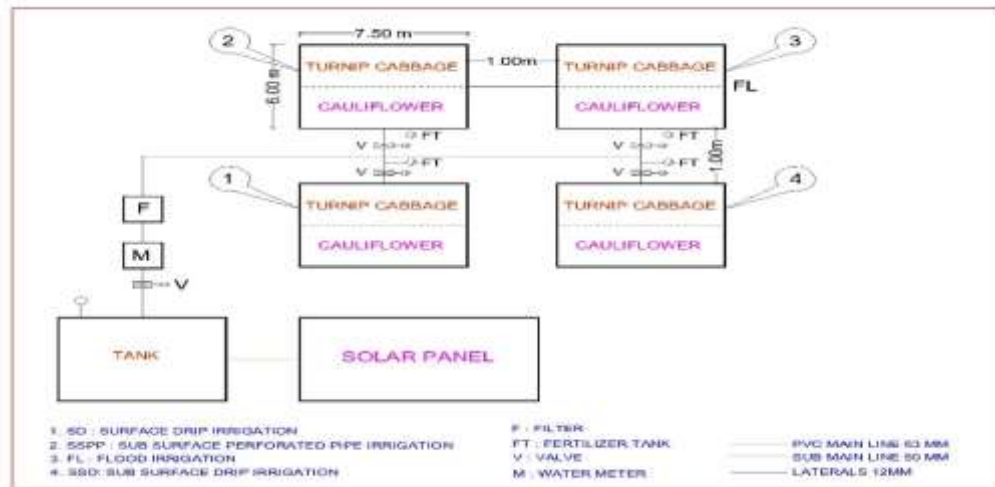 7.50 m
2
3
TURNIP CABBAGE
1.00m
TURNIP CABBAGE
6.00 m
FL
CAULIFLOWER
CAULIFLOWER
FT
FT
V
V
1.00m
FT
FT
V
V
1
4
TURNIP CABBAGE
TURNIP CABBAGE
F
CAULIFLOWER
CAULIFLOWER
M
V
TANK
SOLAR PANEL
1. SD : SURFACE DRIP IRRIGATION
2. SSPP : SUB SURFACE PERFORATED PIPE IRRIGATION
3. FL - FLOOD IRRIGATION
4. SSD: SUB SURFACE DRIP IRRIGATION
F : FILTER
FT : FERTILIZER TANK
V : VALVE
M : WATER METER
PVC MAIN LINE 63 MM
SUB MAIN LINE 50 MM
LATERALS 12MM